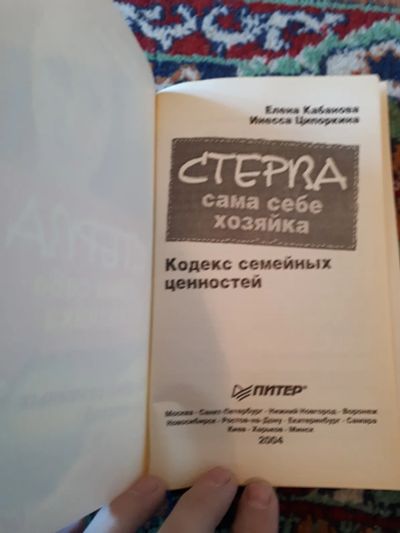 Елена Кабанова
Инесса Ципоркина
СТЕРВА
сама себе
хозяйка
Кодекс семейных
ценностей
ПИТЕР®
Москва · Санкт-Петербург · Нижний Новгород · Воронеж
Новосибирск · Ростов-на-Дону · Екатеринбург · Самара
Киев · Харьков · Минск
2004